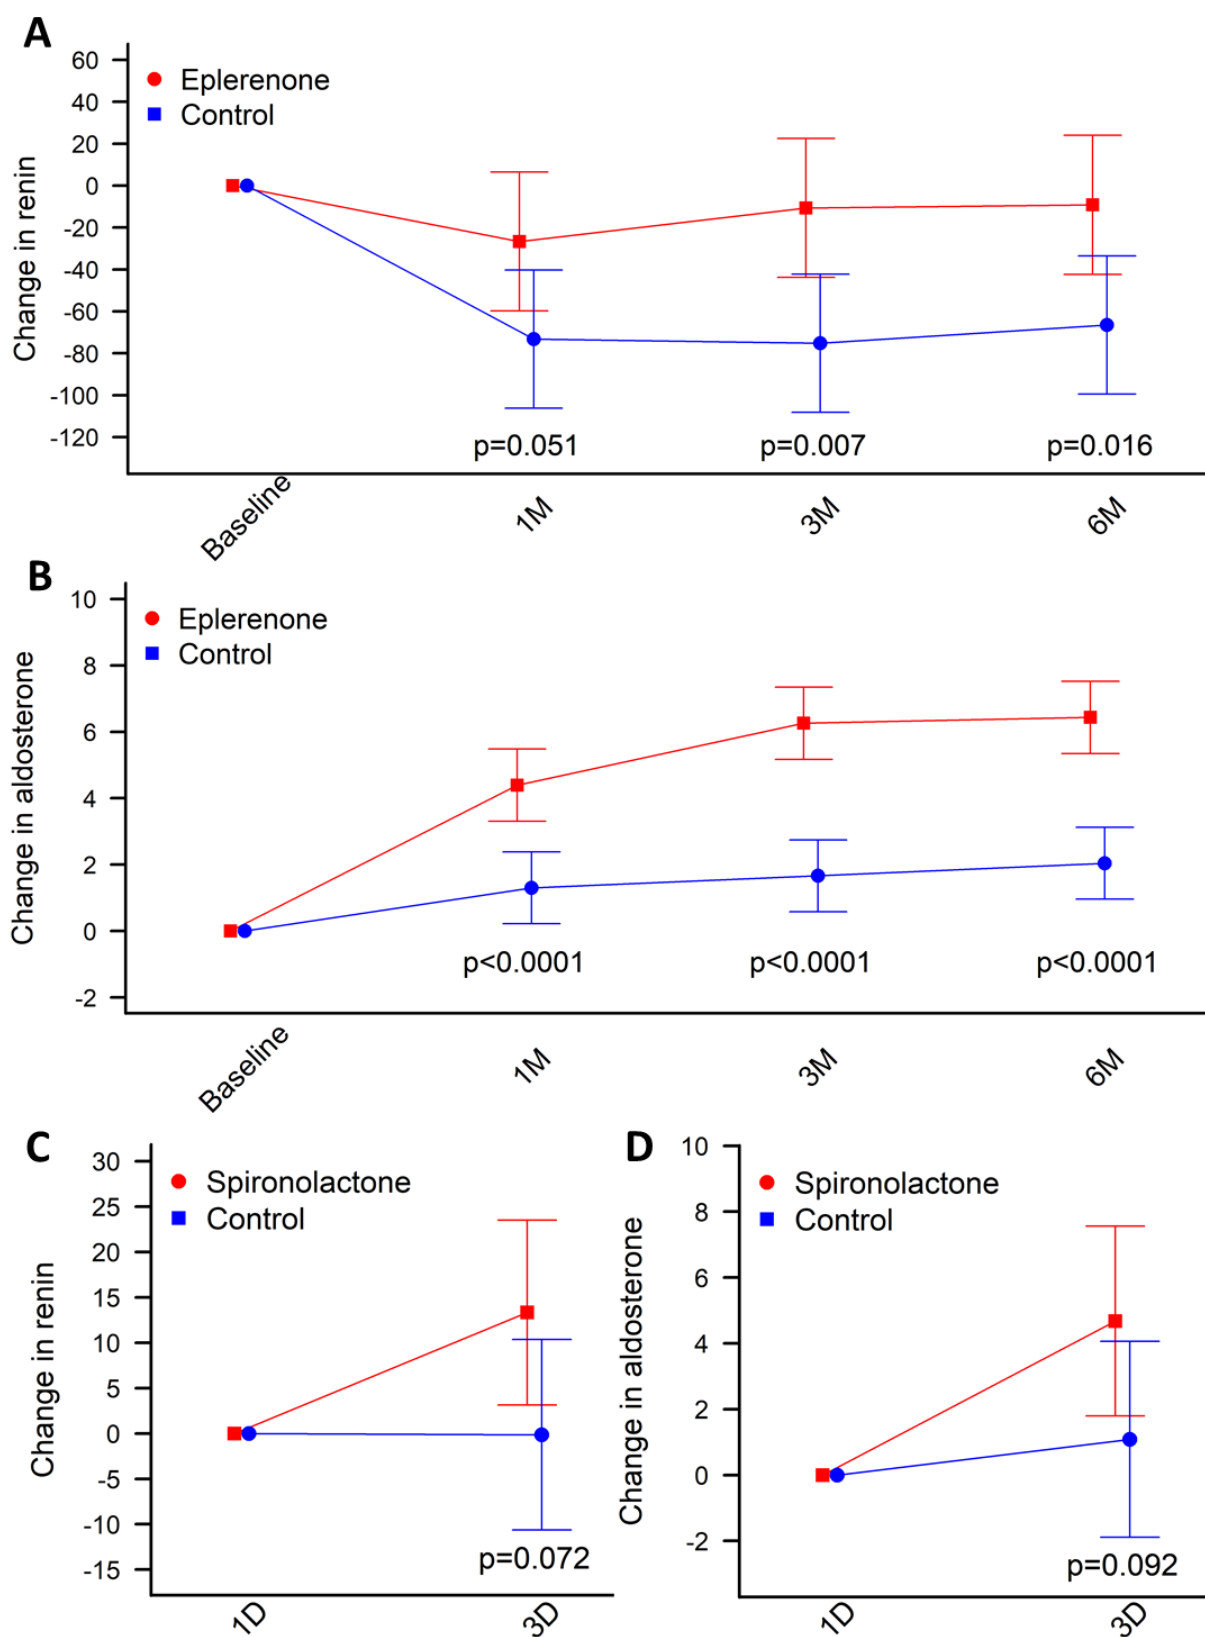 A
60
40
20
0
-20
-40
-60
-80
-100
-120
Change in renin
Eplerenone
Control
p=0.051 p=0.007 p=0.016
Baseline 1M 3M 6M
B
10
8
6
4
2
0
-2
Change in aldosterone
Eplerenone
Control
p<0.0001 p<0.0001 p<0.0001
Baseline 1M 3M 6M
C
30
25
20
15
10
5
0
-5
-10
-15
Change in renin
Spironolactone
Control
p=0.072
1D 3D
D
10
8
6
4
2
0
-2
Change in aldosterone
Spironolactone
Control
p=0.092
1D 3D